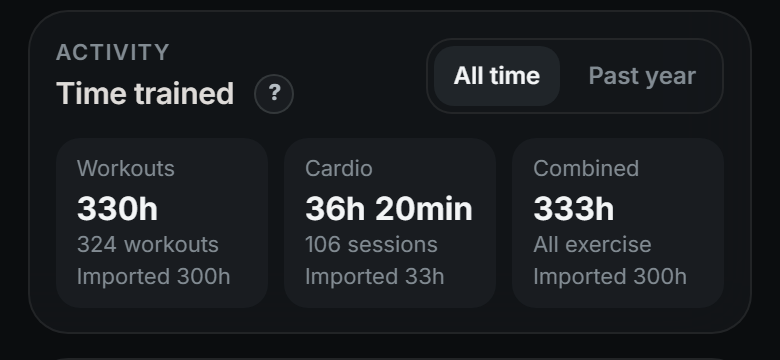 ACTIVITY
Time trained ?
All time Past year
Workouts
330h
324 workouts
Imported 300h
Cardio
36h 20min
106 sessions
Imported 33h
Combined
333h
All exercise
Imported 300h